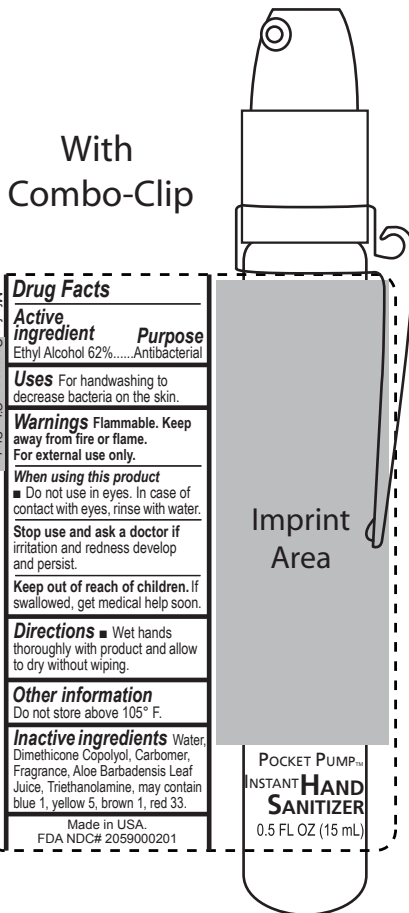 With
Combo-Clip
Drug Facts
Active
ingredient Purpose
Ethyl Alcohol 62%......Antibacterial
Uses For handwashing to
decrease bacteria on the skin.
Warnings Flammable. Keep
away from fire or flame.
For external use only.
When using this product
■ Do not use in eyes. In case of
contact with eyes, rinse with water.
Stop use and ask a doctor if
irritation and redness develop
and persist.
Keep out of reach of children. If
swallowed, get medical help soon.
Directions ■ Wet hands
thoroughly with product and allow
to dry without wiping.
Other information
Do not store above 105° F.
Inactive ingredients Water,
Dimethicone Copolyol, Carbomer,
Fragrance, Aloe Barbadensis Leaf
Juice, Triethanolamine, may contain
blue 1, yellow 5, brown 1, red 33.
Made in USA.
FDA NDC# 2059000201
Imprint
Area
POCKET PUMP™
INSTANT HAND
SANITIZER
0.5 FL OZ (15 mL)